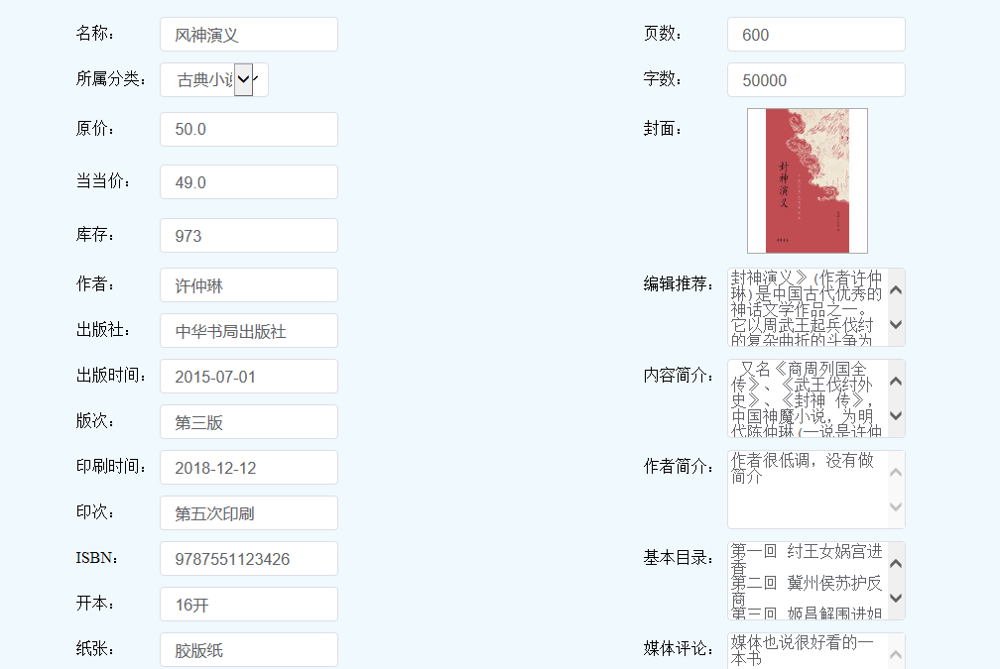 名称： 风神演义
所属分类： 古典小说
原价： 50.0
当当价： 49.0
库存： 973
作者： 许仲琳
出版社： 中华书局出版社
出版时间： 2015-07-01
版次： 第三版
印刷时间： 2018-12-12
印次： 第五次印刷
ISBN： 9787551123426
开本： 16开
纸张： 胶版纸
页数： 600
字数： 50000
封面：
封神演义
编辑推荐：
封神演义》(作者许仲
琳)是中国古代优秀的
神话文学作品之一。
它以周武王起兵伐纣
的复杂曲折的斗争为
内容简介：
又名《商周列国全
传》、《武王伐纣外
史》、《封神 传》，
中国神魔小说，为明
代陈仲琳(一说是许仲
作者简介：
作者很低调，没有做
简介
基本目录：
第一回 纣王女娲宫进
香
第二回 冀州侯苏护反
商
第三回 姬昌解围进妲
媒体评论：
媒体也说很好看的一
本书